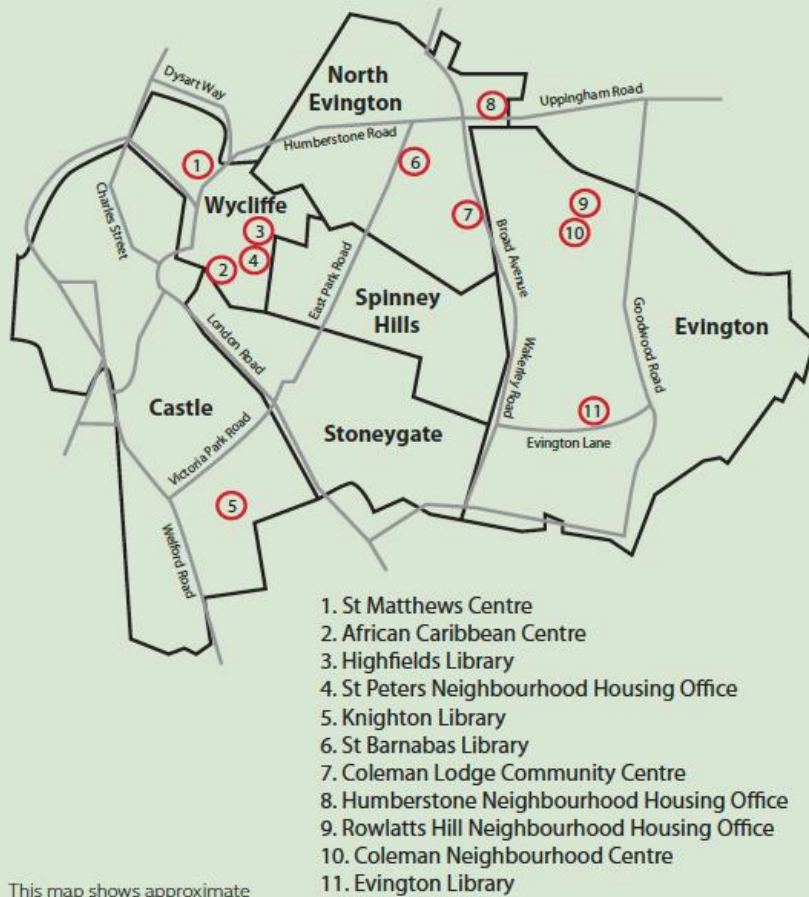 Dysart Way
North
Evington
8
Uppingham Road
Humberstone Road
1
6
Charles Street
Wycliffe
3
4
2
7
9
10
Broad Avenue
East Park Road
Spinney
Hills
Goodwood Road
Evington
London Road
Wakerley Road
Castle
Stoneygate
11
Evington Lane
Victoria Park Road
5
Welford Road
1. St Matthews Centre
2. African Caribbean Centre
3. Highfields Library
4. St Peters Neighbourhood Housing Office
5. Knighton Library
6. St Barnabas Library
7. Coleman Lodge Community Centre
8. Humberstone Neighbourhood Housing Office
9. Rowlatts Hill Neighbourhood Housing Office
10. Coleman Neighbourhood Centre
11. Evington Library
This map shows approximate